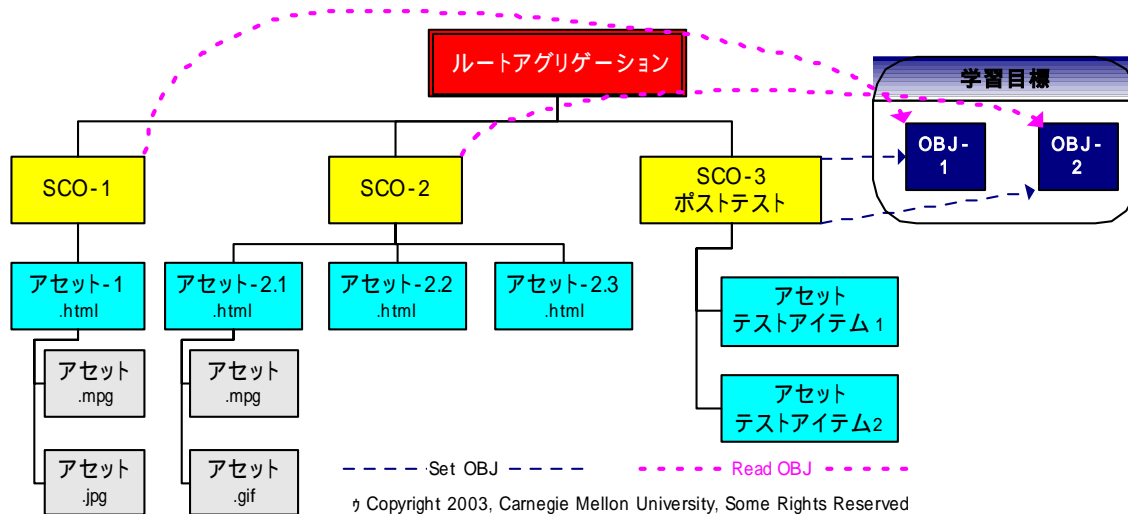 ルートアグリゲーション
学習目標
OBJ-
1
OBJ-
2
SCO-1
SCO-2
SCO-3
ポストテスト
アセット-1
.html
アセット-2.1
.html
アセット-2.2
.html
アセット-2.3
.html
アセット
テストアイテム 1
アセット
.mpg
アセット
.mpg
アセット
テストアイテム2
アセット
.jpg
アセット
.gif
Set OBJ
Read OBJ
ゥ Copyright 2003, Carnegie Mellon University, Some Rights Reserved